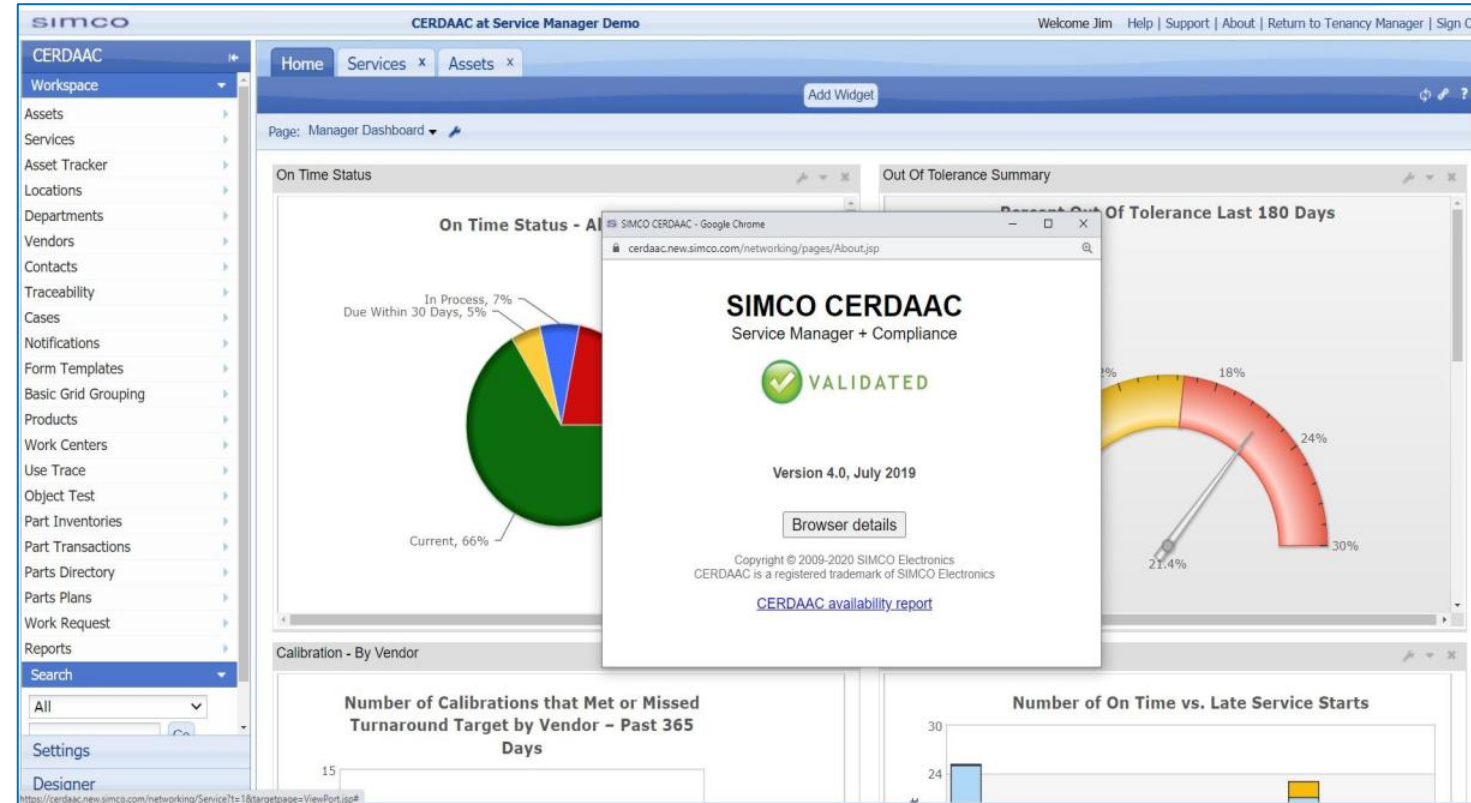 simco
CERDAAC at Service Manager Demo
Welcome Jim Help | Support | About | Return to Tenancy Manager | Sign
CERDAAC
Home Services x Assets x
Workspace
Add Widget
?
Assets
Services
Asset Tracker
Locations
Departments
Vendors
Contacts
Traceability
Cases
Notifications
Form Templates
Basic Grid Grouping
Products
Work Centers
Use Trace
Object Test
Part Inventories
Part Transactions
Parts Directory
Parts Plans
Work Request
Reports
Search
All
Settings
Designer
https://cerdaac.new.simco.com/networking/Service?t=1&targetpage=ViewPort.jsp#
Page: Manager Dashboard
On Time Status
On Time Status -
In Process, 7%
Due Within 30 Days, 5%
Current, 66%
Out Of Tolerance Summary
Percent Out Of Tolerance Last 180 Days
18%
24%
30%
21.4%
SIMCO CERDAAC - Google Chrome
cerdaac.new.simco.com/networking/pages/About.jsp
SIMCO CERDAAC
Service Manager + Compliance
VALIDATED
Version 4.0, July 2019
Browser details
Copyright © 2009-2020 SIMCO Electronics
CERDAAC is a registered trademark of SIMCO Electronics
CERDAAC availability report
Calibration - By Vendor
Number of Calibrations that Met or Missed
Turnaround Target by Vendor – Past 365
Days
15
Number of On Time vs. Late Service Starts
30
24